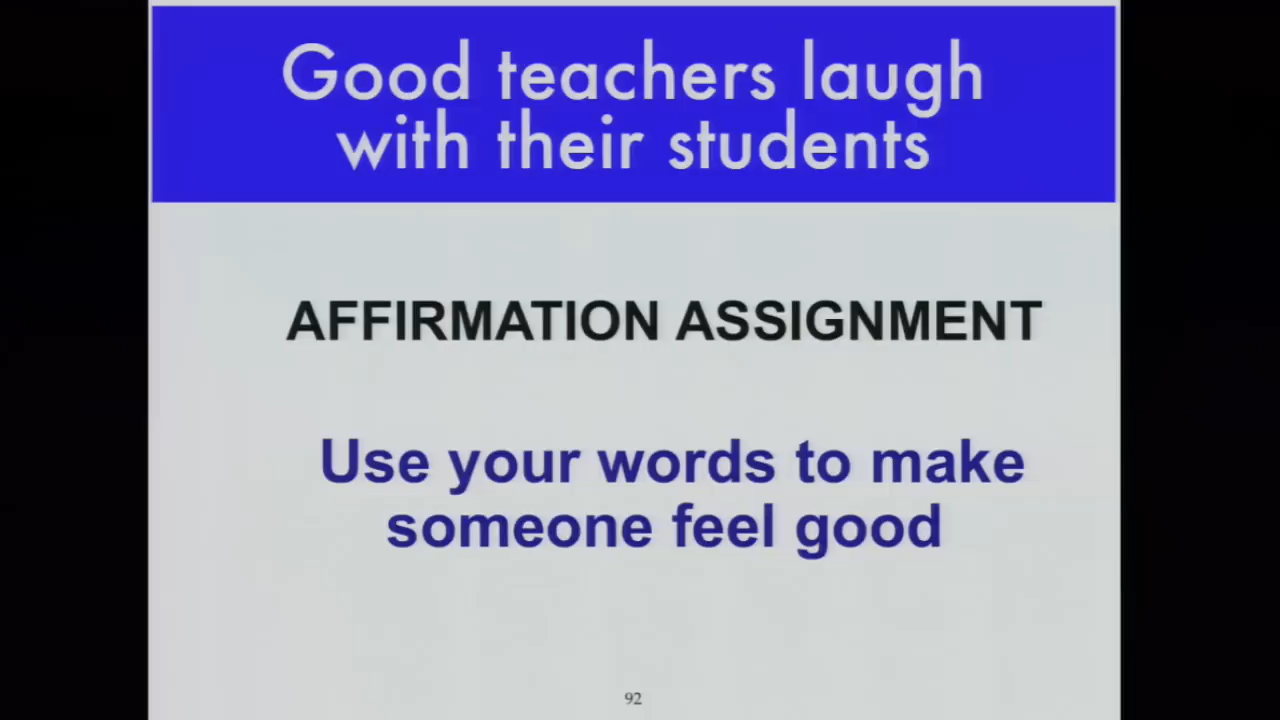 Good teachers laugh
with their students
AFFIRMATION ASSIGNMENT
Use your words to make
someone feel good
92